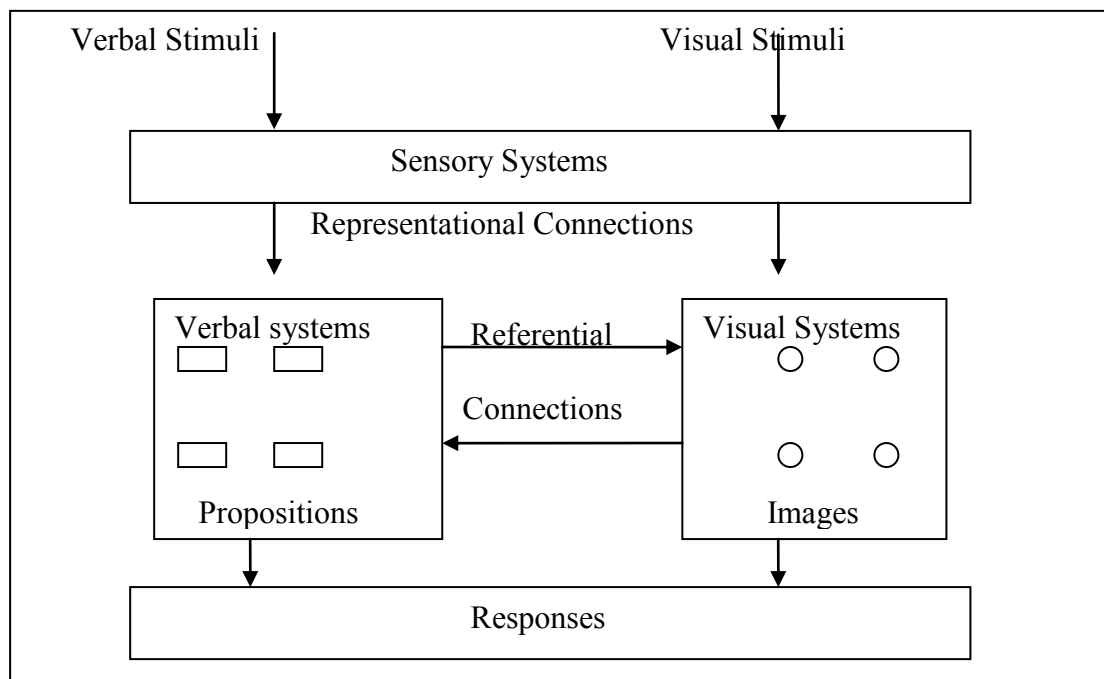 Verbal Stimuli Visual Stimuli
Sensory Systems
Representational Connections
Verbal systems Referential Visual Systems
Connections
Propositions Images
Responses